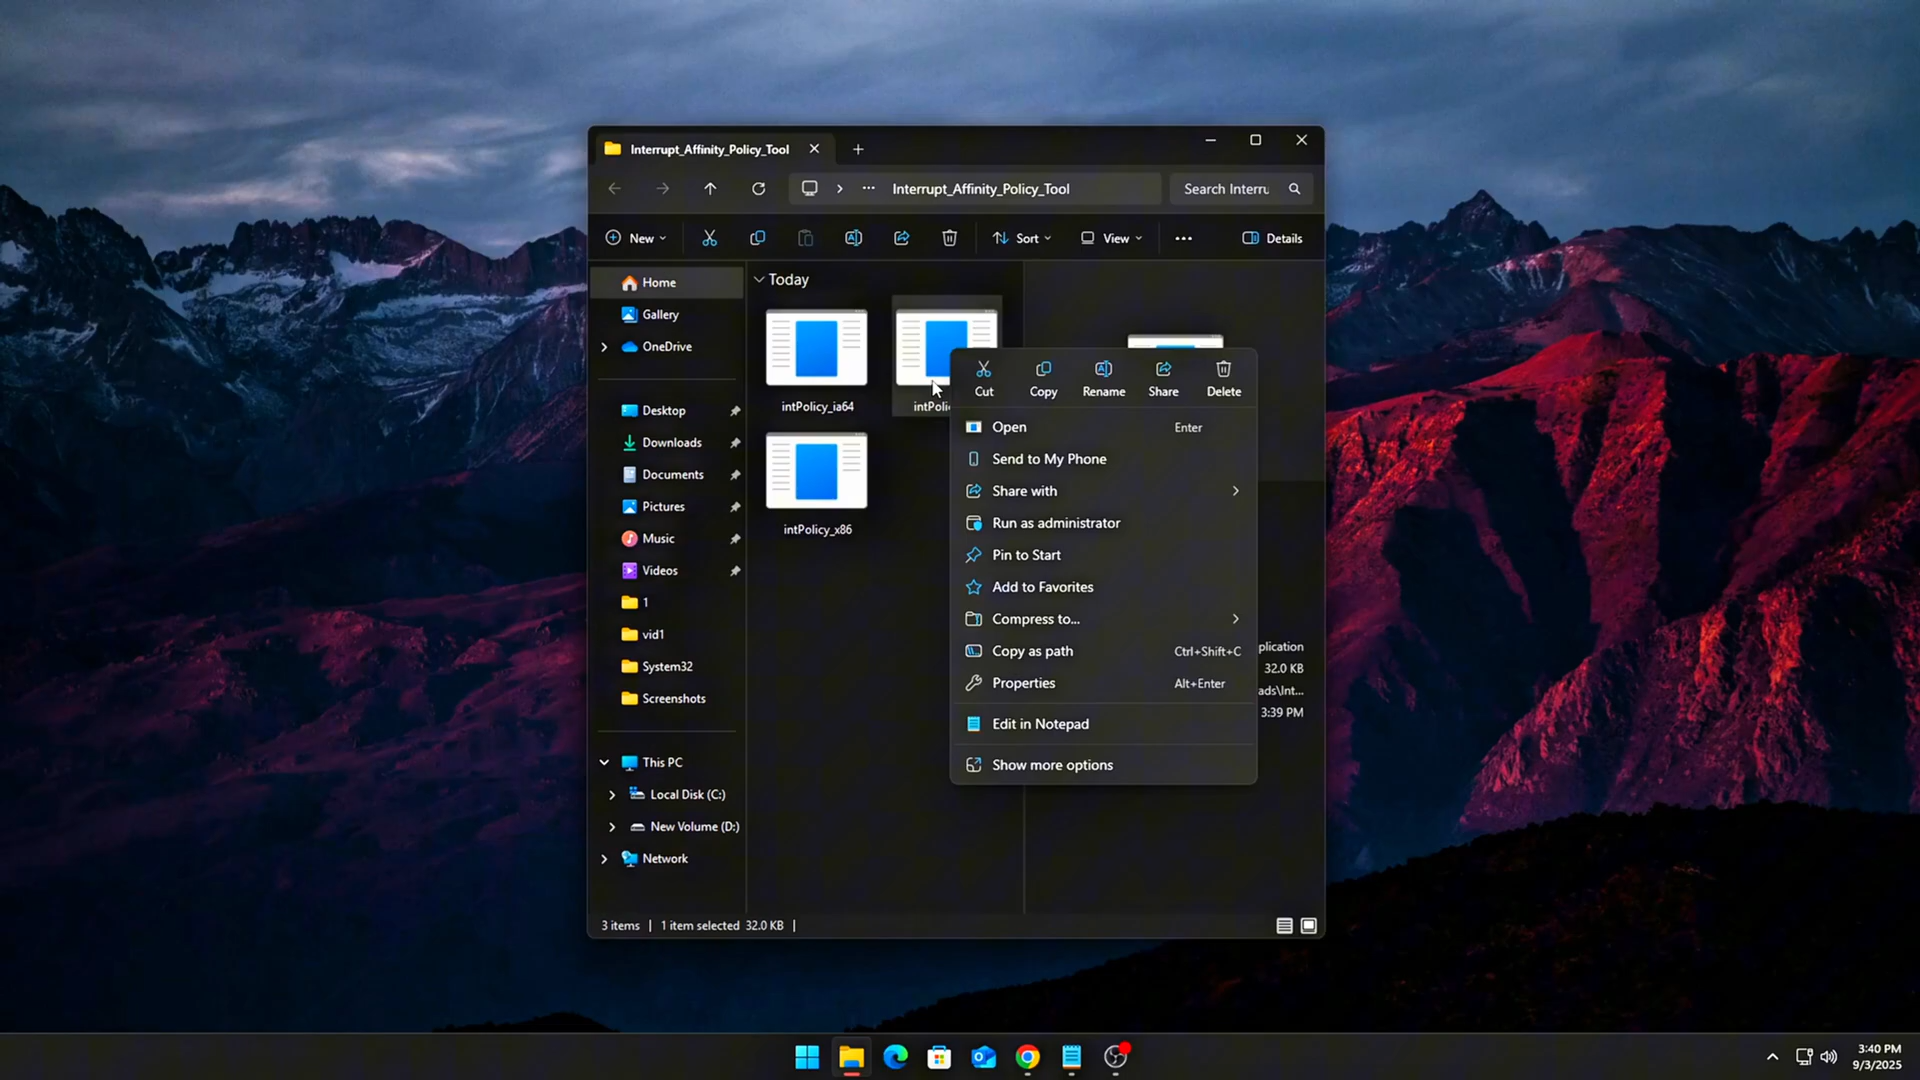 Interrupt_Affinity_Policy_Tool
Interrupt_Affinity_Policy_Tool
Search Interru
New
Sort
View
Details
Home
Gallery
OneDrive
Desktop
Downloads
Documents
Pictures
Music
Videos
1
vid1
System32
Screenshots
This PC
Local Disk (C:)
New Volume (D:)
Network
Today
intPolicy_ia64
intPolic
intPolicy_x86
Cut
Copy
Rename
Share
Delete
Open Enter
Send to My Phone
Share with
Run as administrator
Pin to Start
Add to Favorites
Compress to...
Copy as path Ctrl+Shift+C
Properties Alt+Enter
Edit in Notepad
Show more options
plication
32.0 KB
ads\Int...
3:39 PM
3 items
1 item selected 32.0 KB
3:40 PM
9/3/2025